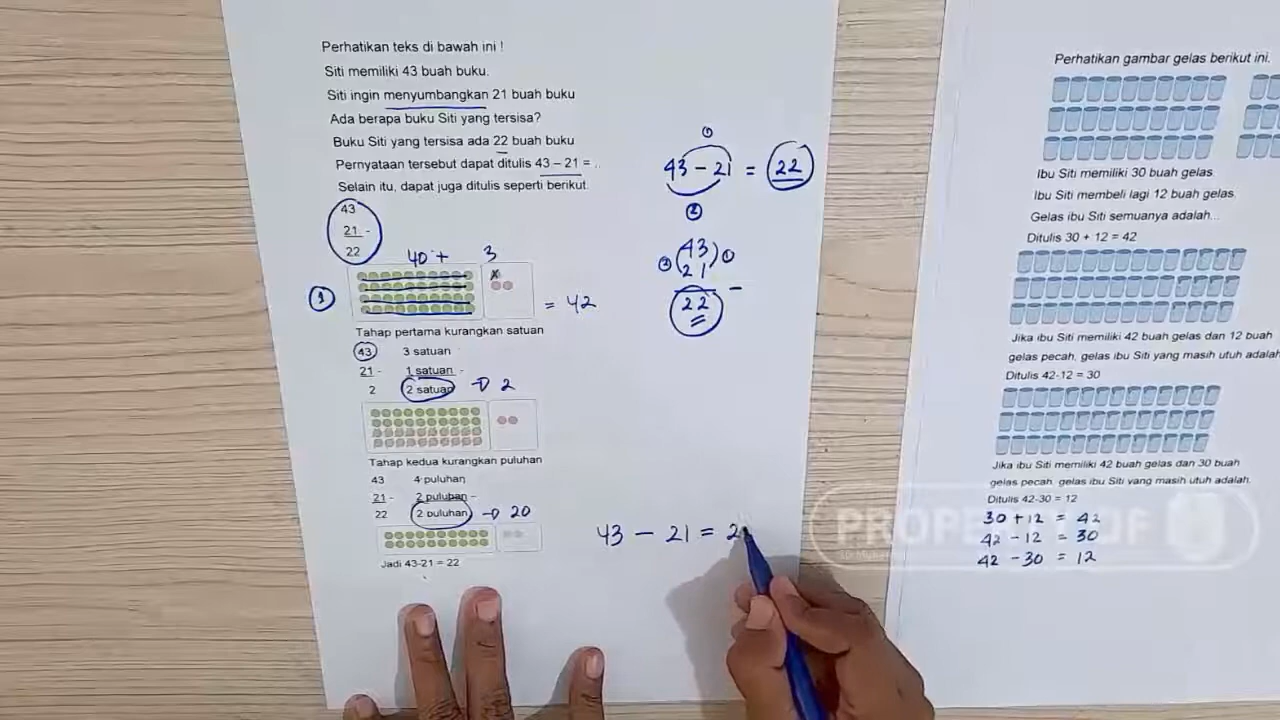 Perhatikan teks di bawah ini !
Siti memiliki 43 buah buku.
Siti ingin menyumbangkan 21 buah buku
Ada berapa buku Siti yang tersisa?
Buku Siti yang tersisa ada 22 buah buku
Pernyataan tersebut dapat ditulis 43 – 21 = ..
Selain itu, dapat juga ditulis seperti berikut.
43
21 -
22
40 + 3
1
= 42
Tahap pertama kurangkan satuan
43 3 satuan
21 - 1 satuan -
2 2 satuan → 2
Tahap kedua kurangkan puluhan
43 4 puluhan
21 - 2 puluhan -
22 2 puluhan → 20
Jadi 43-21 = 22
1
43 – 21 = 22
2
43
21 -
22
43 – 21 = 2
Perhatikan gambar gelas berikut ini.
Ibu Siti memiliki 30 buah gelas.
Ibu Siti membeli lagi 12 buah gelas.
Gelas ibu Siti semuanya adalah...
Ditulis 30 + 12 = 42
Jika ibu Siti memiliki 42 buah gelas dan 12 buah
gelas pecah, gelas ibu Siti yang masih utuh adalah
Ditulis 42-12 = 30
Jika ibu Siti memiliki 42 buah gelas dan 30 buah
gelas pecah, gelas ibu Siti yang masih utuh adalah.
Ditulis 42-30 = 12
30 + 12 = 42
42 - 12 = 30
42 - 30 = 12
PROPERTY OF